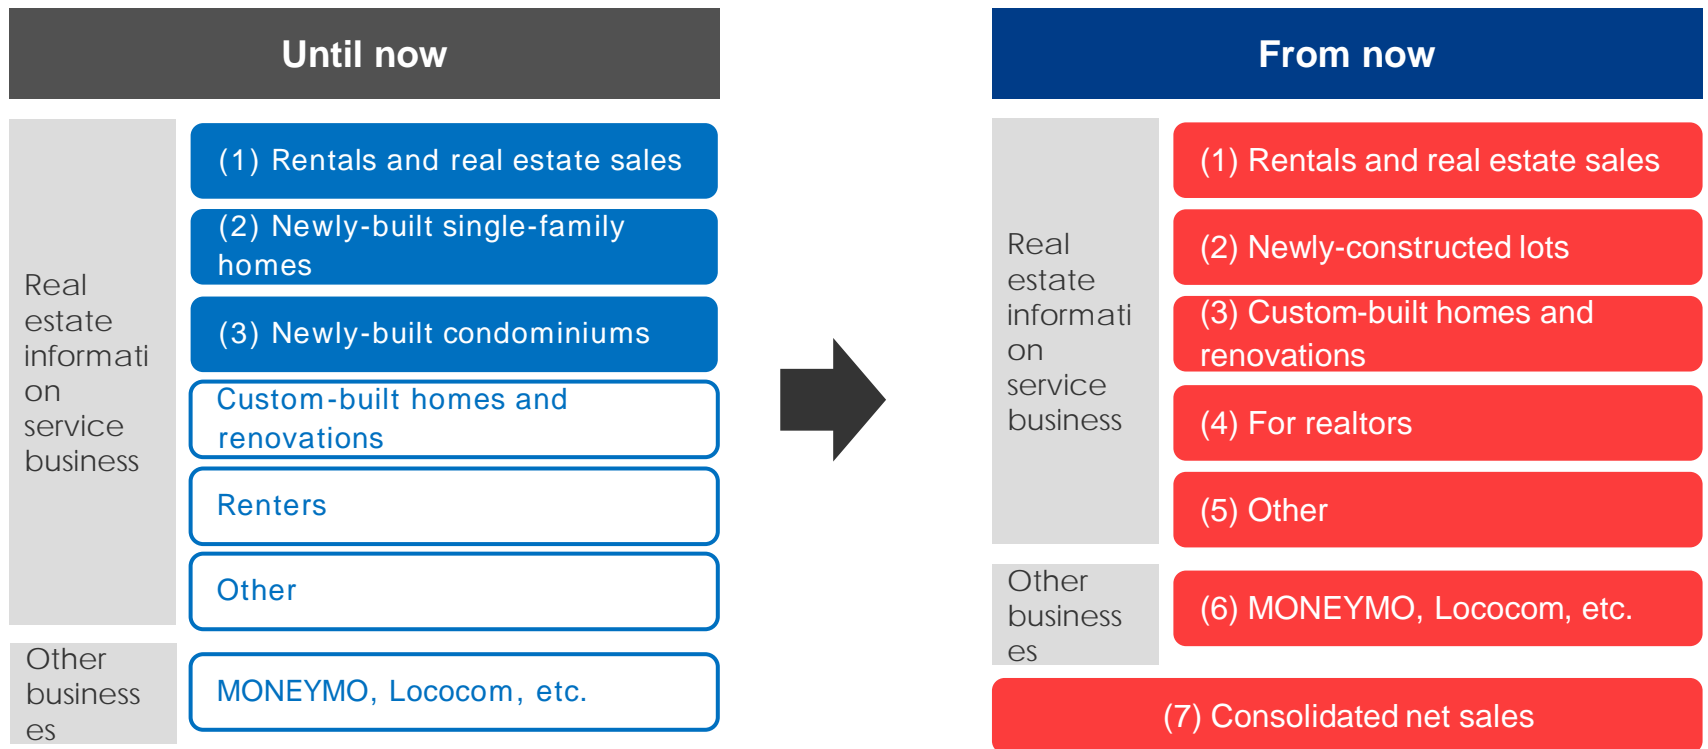 Until now
Real
estate
informati
on
service
business
(1) Rentals and real estate sales
(2) Newly-built single-family
homes
(3) Newly-built condominiums
Custom-built homes and
renovations
Renters
Other
Other
business
es
MONEYMO, Lococom, etc.
From now
Real
estate
informati
on
service
business
(1) Rentals and real estate sales
(2) Newly-constructed lots
(3) Custom-built homes and
renovations
(4) For realtors
(5) Other
Other
business
es
(6) MONEYMO, Lococom, etc.
(7) Consolidated net sales